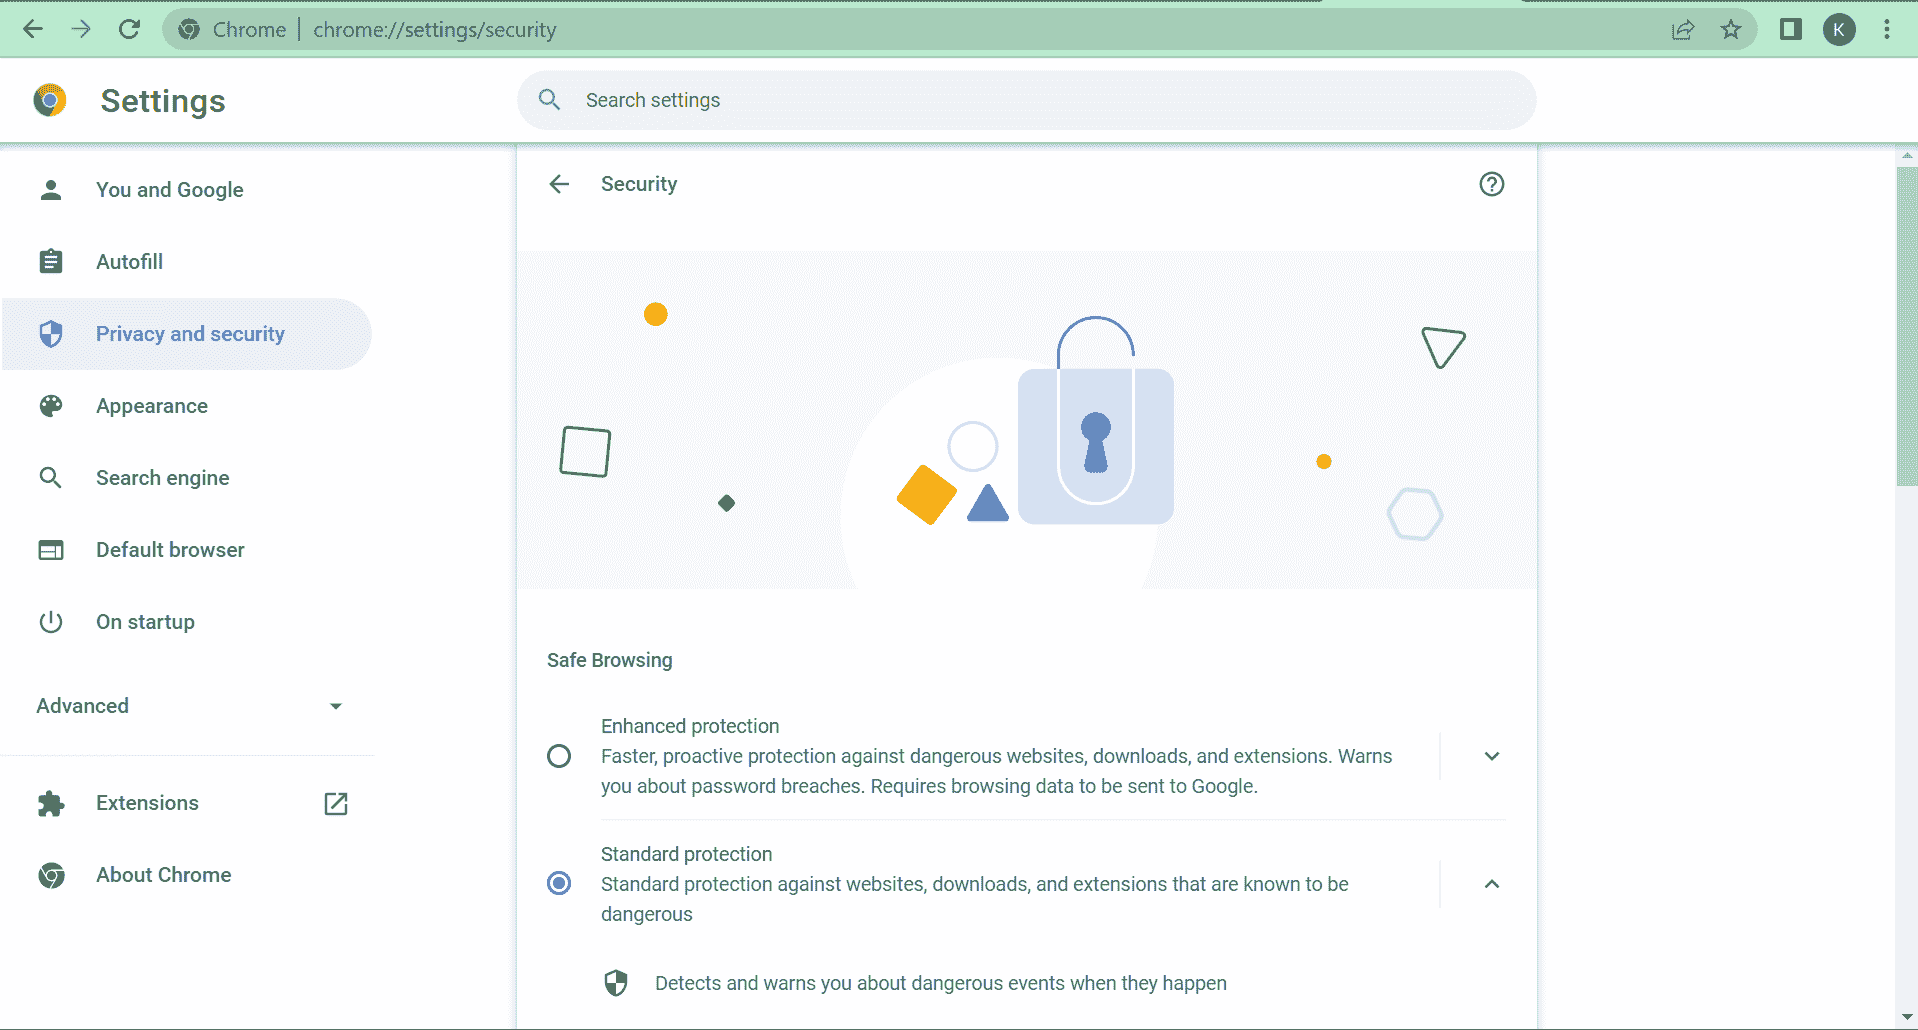 Chrome | chrome://settings/security
K
Settings
Search settings
You and Google
Autofill
Privacy and security
Appearance
Search engine
Default browser
On startup
Advanced
Extensions
About Chrome
Security
Safe Browsing
Enhanced protection
Faster, proactive protection against dangerous websites, downloads, and extensions. Warns
you about password breaches. Requires browsing data to be sent to Google.
Standard protection
Standard protection against websites, downloads, and extensions that are known to be
dangerous
Detects and warns you about dangerous events when they happen